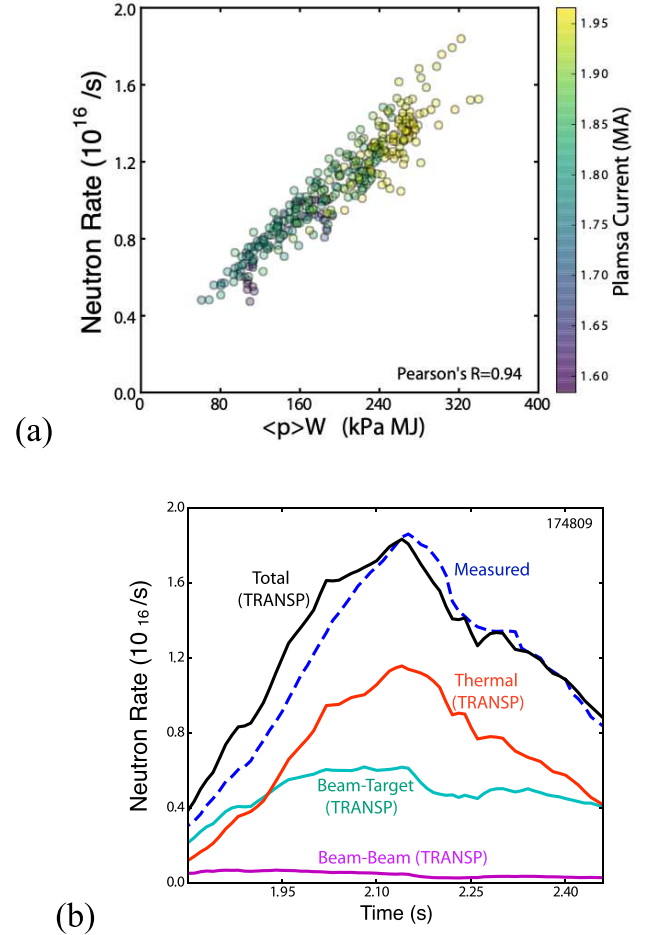 2.0
1.6
1.2
0.8
0.4
0.0
Neutron Rate (10^16 /s)
0 80 160 240 320 400
<p>W (kPa MJ)
Pearson's R=0.94
1.95
1.90
1.85
1.80
1.75
1.70
1.65
1.60
Plamsa Current (MA)
(a)
2.0
1.6
1.2
0.8
0.4
0.0
Neutron Rate (10 16 /s)
174809
Total
(TRANSP)
Measured
Thermal
(TRANSP)
Beam-Target
(TRANSP)
Beam-Beam (TRANSP)
1.95 2.10 2.25 2.40
Time (s)
(b)